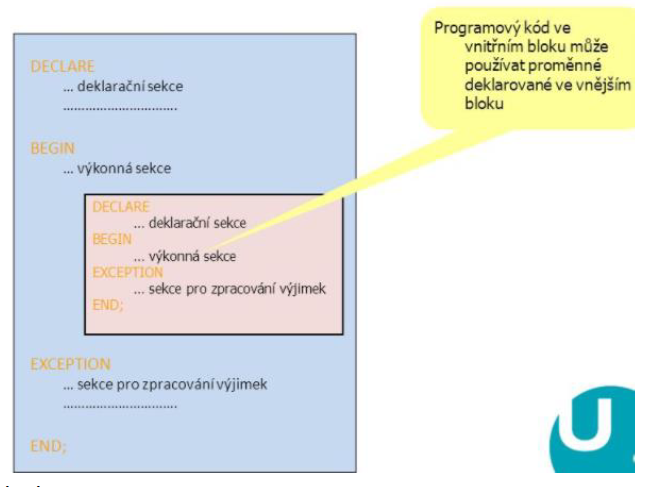 Programový kód ve
vnitřním bloku může
používat proměnné
deklarované ve vnějším
bloku
DECLARE
... deklarační sekce
..............................
BEGIN
... výkonná sekce
DECLARE
... deklarační sekce
BEGIN
... výkonná sekce
EXCEPTION
... sekce pro zpracování výjimek
END;
EXCEPTION
... sekce pro zpracování výjimek
..............................
END;
U